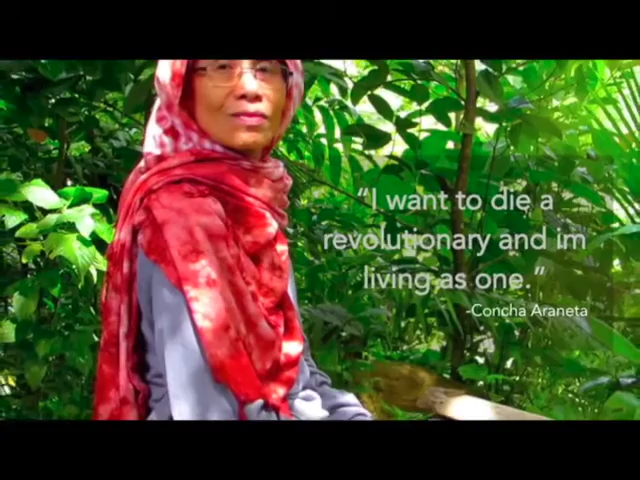 “I want to die a
revolutionary and im
living as one.”
-Concha Araneta